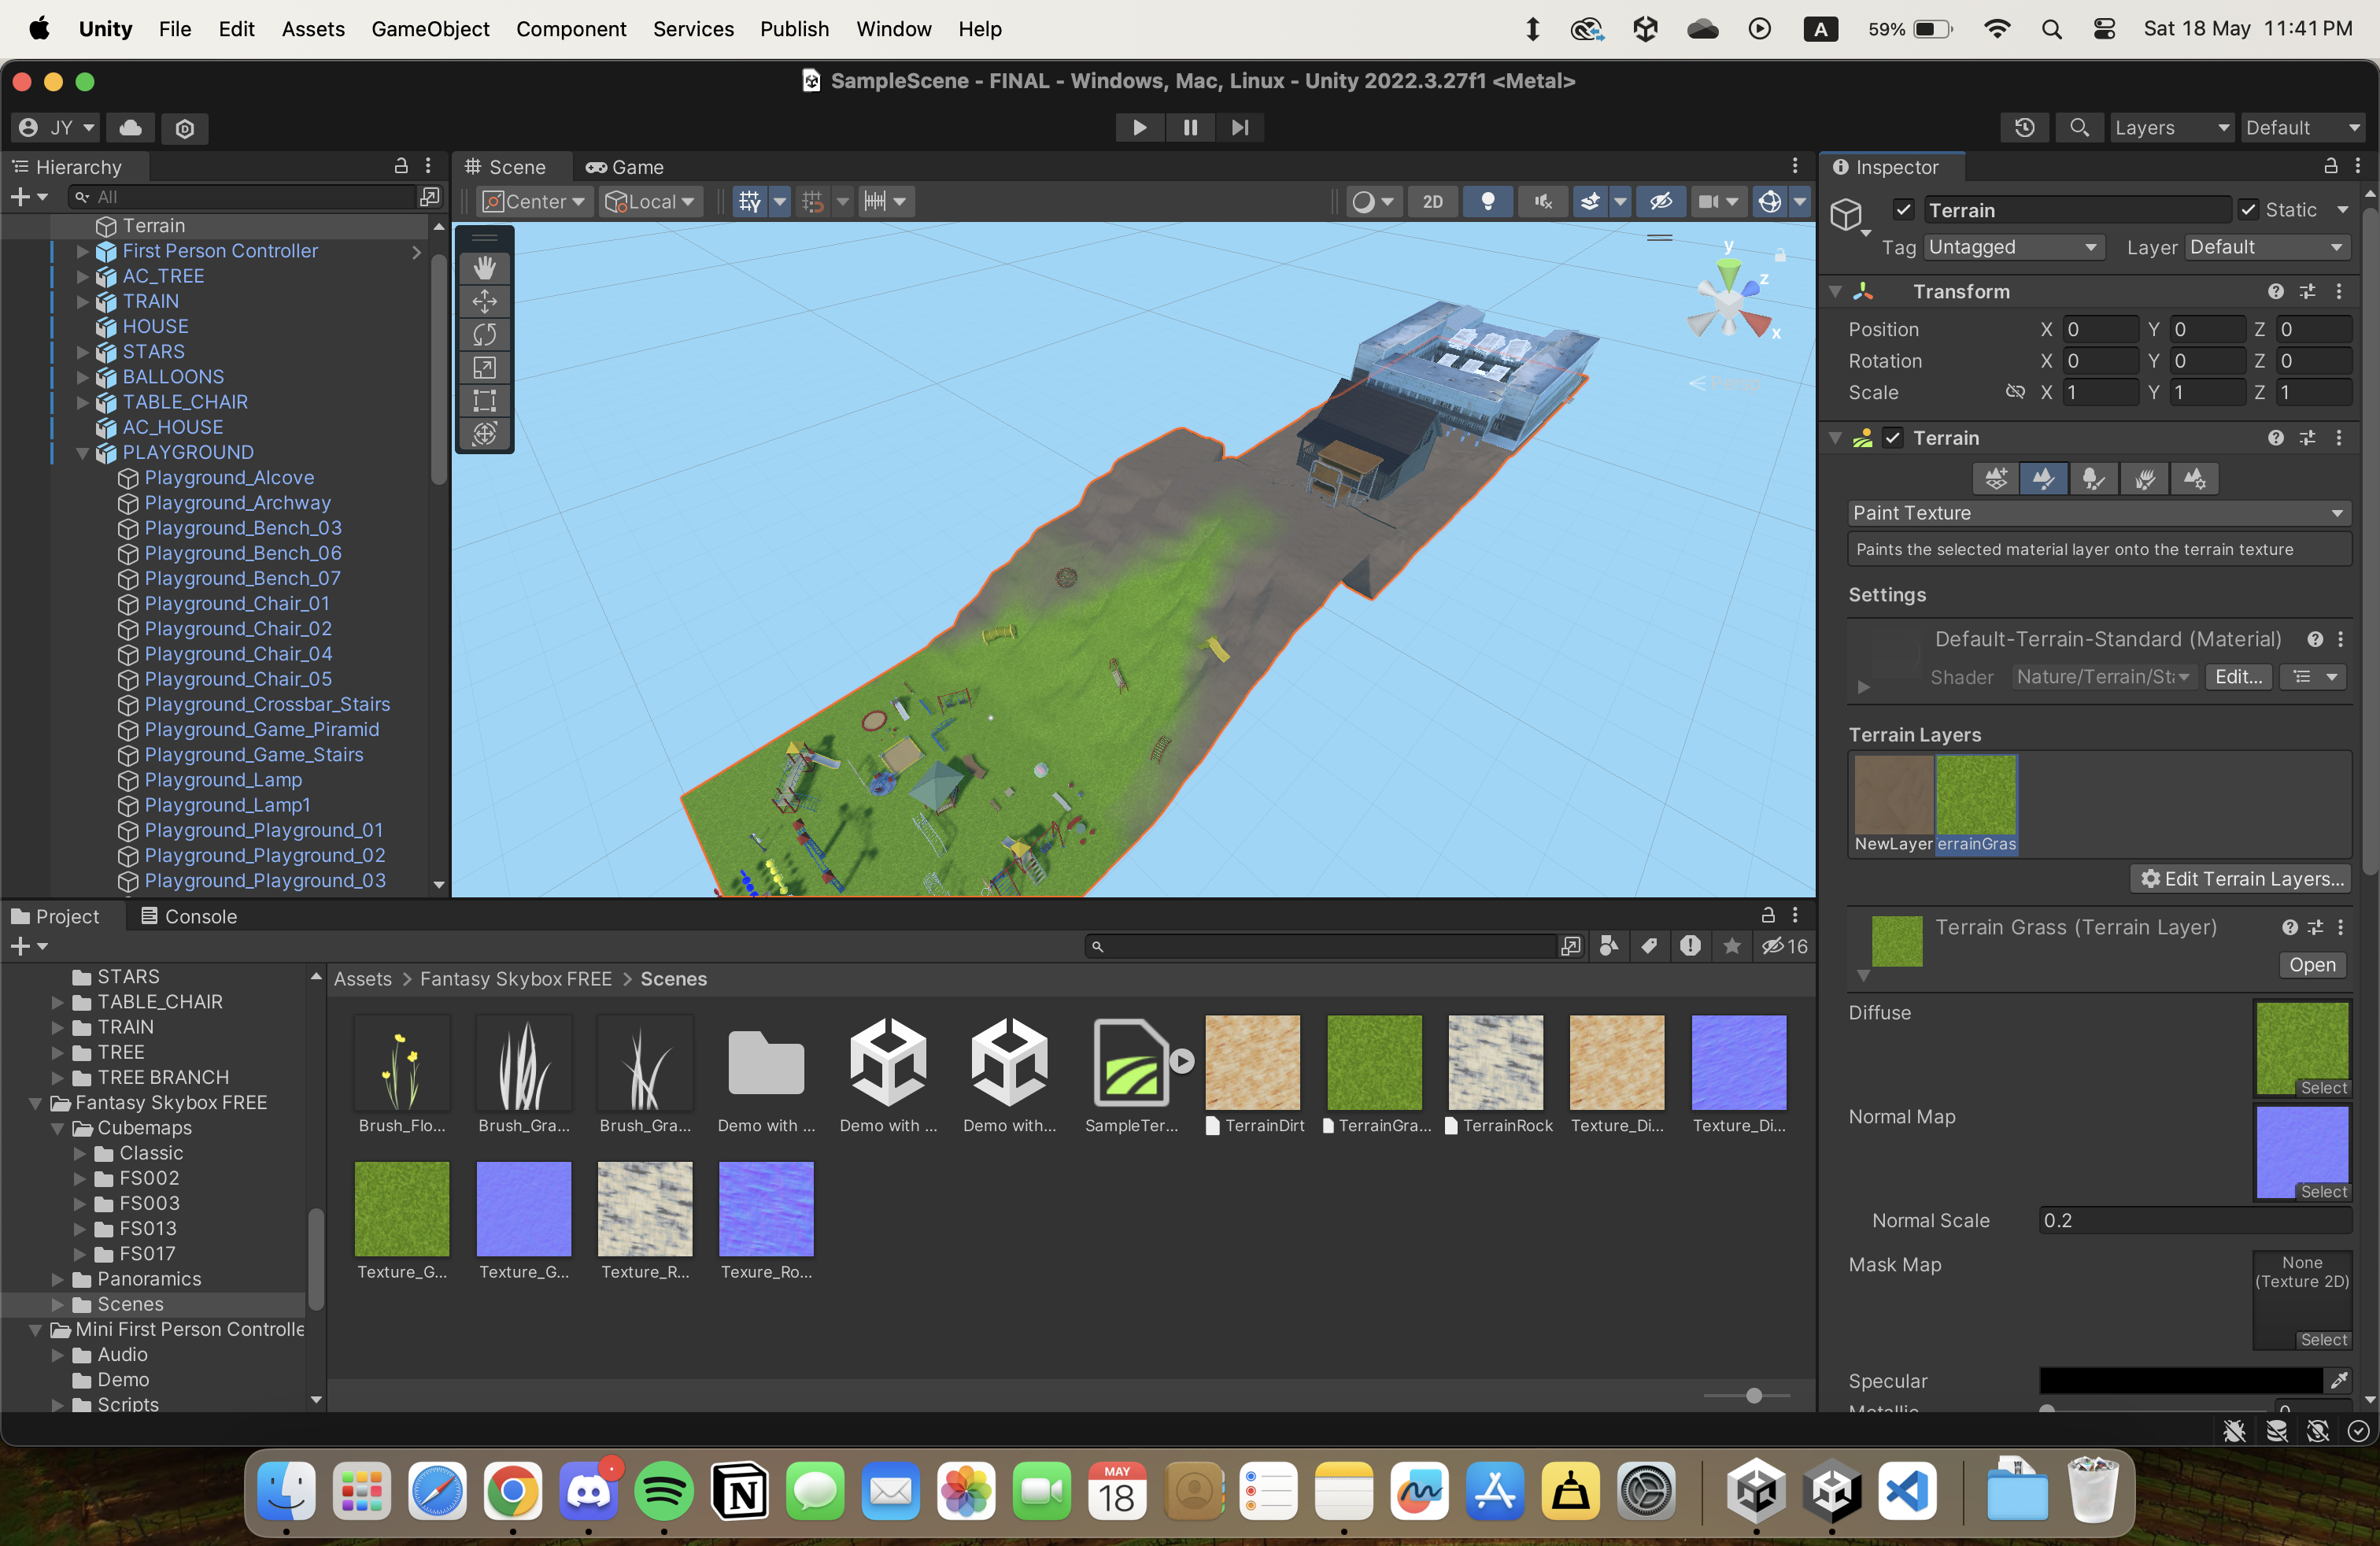 Unity File Edit Assets GameObject Component Services Publish Window Help A 59% Sat 18 May 11:41 PM
SampleScene - FINAL - Windows, Mac, Linux - Unity 2022.3.27f1 <Metal>
JY Layers Default
Hierarchy
All
Terrain
First Person Controller
AC_TREE
TRAIN
HOUSE
STARS
BALLOONS
TABLE_CHAIR
AC_HOUSE
PLAYGROUND
Playground_Alcove
Playground_Archway
Playground_Bench_03
Playground_Bench_06
Playground_Bench_07
Playground_Chair_01
Playground_Chair_02
Playground_Chair_04
Playground_Chair_05
Playground_Crossbar_Stairs
Playground_Game_Piramid
Playground_Game_Stairs
Playground_Lamp
Playground_Lamp1
Playground_Playground_01
Playground_Playground_02
Playground_Playground_03
Scene Game
Center Local 2D
y
z
x
Persp
Inspector
Terrain Static
Tag Untagged Layer Default
Transform
Position X 0 Y 0 Z 0
Rotation X 0 Y 0 Z 0
Scale X 1 Y 1 Z 1
Terrain
Paint Texture
Paints the selected material layer onto the terrain texture
Settings
Default-Terrain-Standard (Material)
Shader Nature/Terrain/Sta Edit...
Terrain Layers
NewLayer errainGras
Edit Terrain Layers...
Terrain Grass (Terrain Layer)
Open
Diffuse
Select
Normal Map
Select
Normal Scale 0.2
Mask Map
None
(Texture 2D)
Select
Specular
Metallic 0
Project Console
16
STARS
TABLE_CHAIR
TRAIN
TREE
TREE BRANCH
Fantasy Skybox FREE
Cubemaps
Classic
FS002
FS003
FS013
FS017
Panoramics
Scenes
Mini First Person Controlle
Audio
Demo
Scripts
Assets > Fantasy Skybox FREE > Scenes
Brush_Flo... Brush_Gra... Brush_Gra... Demo with ... Demo with ... Demo with... SampleTer... TerrainDirt TerrainGra... TerrainRock Texture_Di... Texture_Di...
Texture_G... Texture_G... Texture_R... Texure_Ro...
MAY
18